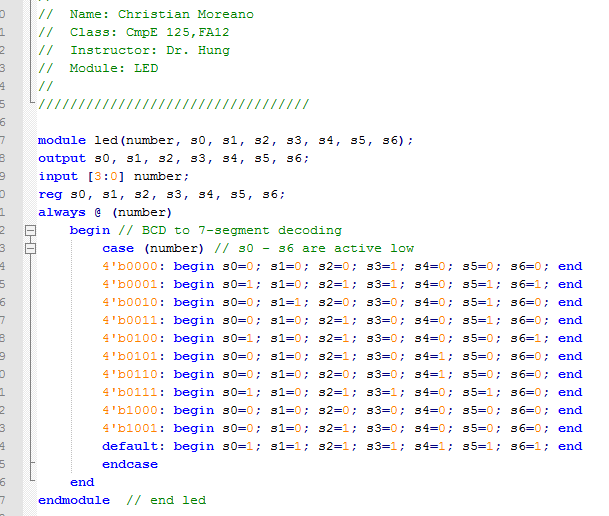 //
// Name: Christian Moreano
// Class: CmpE 125,FA12
// Instructor: Dr. Hung
// Module: LED
//
//////////////////////////////////
module led(number, s0, s1, s2, s3, s4, s5, s6);
output s0, s1, s2, s3, s4, s5, s6;
input [3:0] number;
reg s0, s1, s2, s3, s4, s5, s6;
always @ (number)
begin // BCD to 7-segment decoding
case (number) // s0 - s6 are active low
4'b0000: begin s0=0; s1=0; s2=0; s3=1; s4=0; s5=0; s6=0; end
4'b0001: begin s0=1; s1=0; s2=1; s3=1; s4=0; s5=1; s6=1; end
4'b0010: begin s0=0; s1=1; s2=0; s3=0; s4=0; s5=1; s6=0; end
4'b0011: begin s0=0; s1=0; s2=1; s3=0; s4=0; s5=1; s6=0; end
4'b0100: begin s0=1; s1=0; s2=1; s3=0; s4=0; s5=0; s6=1; end
4'b0101: begin s0=0; s1=0; s2=1; s3=0; s4=1; s5=0; s6=0; end
4'b0110: begin s0=0; s1=0; s2=0; s3=0; s4=1; s5=0; s6=0; end
4'b0111: begin s0=0; s1=0; s2=1; s3=1; s4=0; s5=1; s6=0; end
4'b1000: begin s0=0; s1=0; s2=0; s3=0; s4=0; s5=0; s6=0; end
4'b1001: begin s0=0; s1=0; s2=1; s3=0; s4=0; s5=0; s6=0; end
default: begin s0=1; s1=1; s2=1; s3=1; s4=1; s5=1; s6=1; end
endcase
end
endmodule // end led